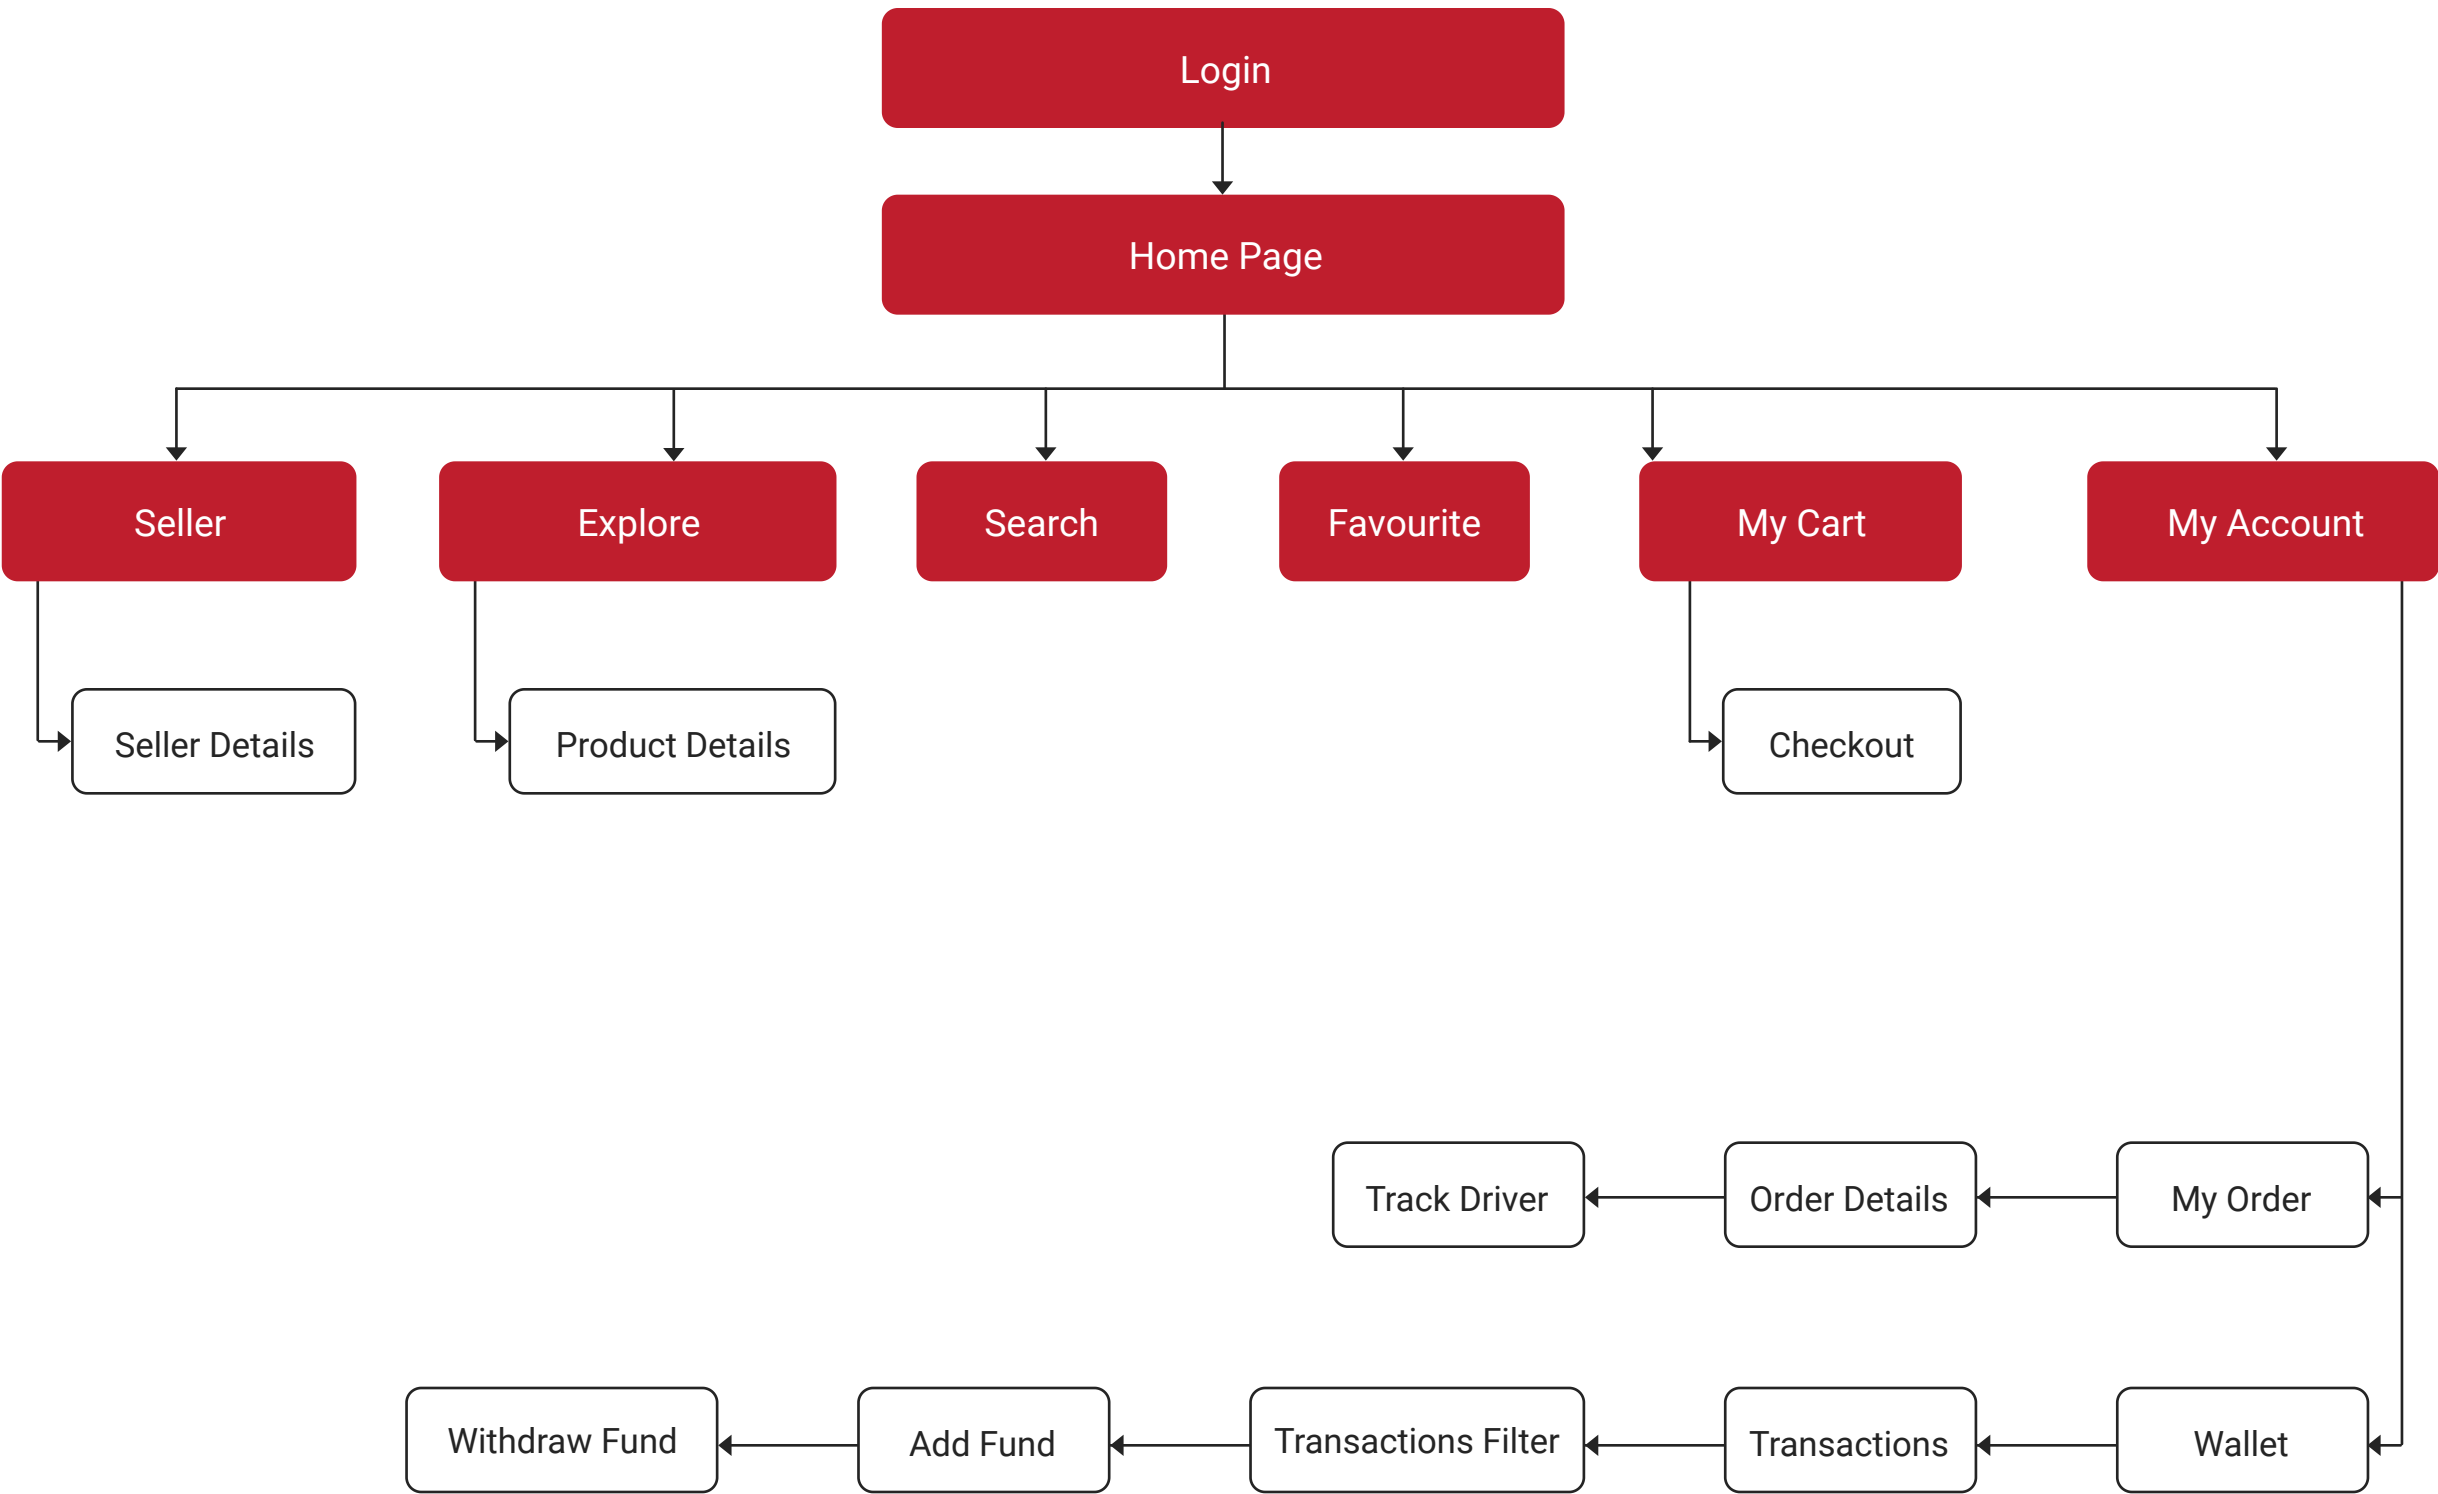 Login
Home Page
Seller
Explore
Search
Favourite
My Cart
My Account
Seller Details
Product Details
Checkout
Track Driver
Order Details
My Order
Withdraw Fund
Add Fund
Transactions Filter
Transactions
Wallet